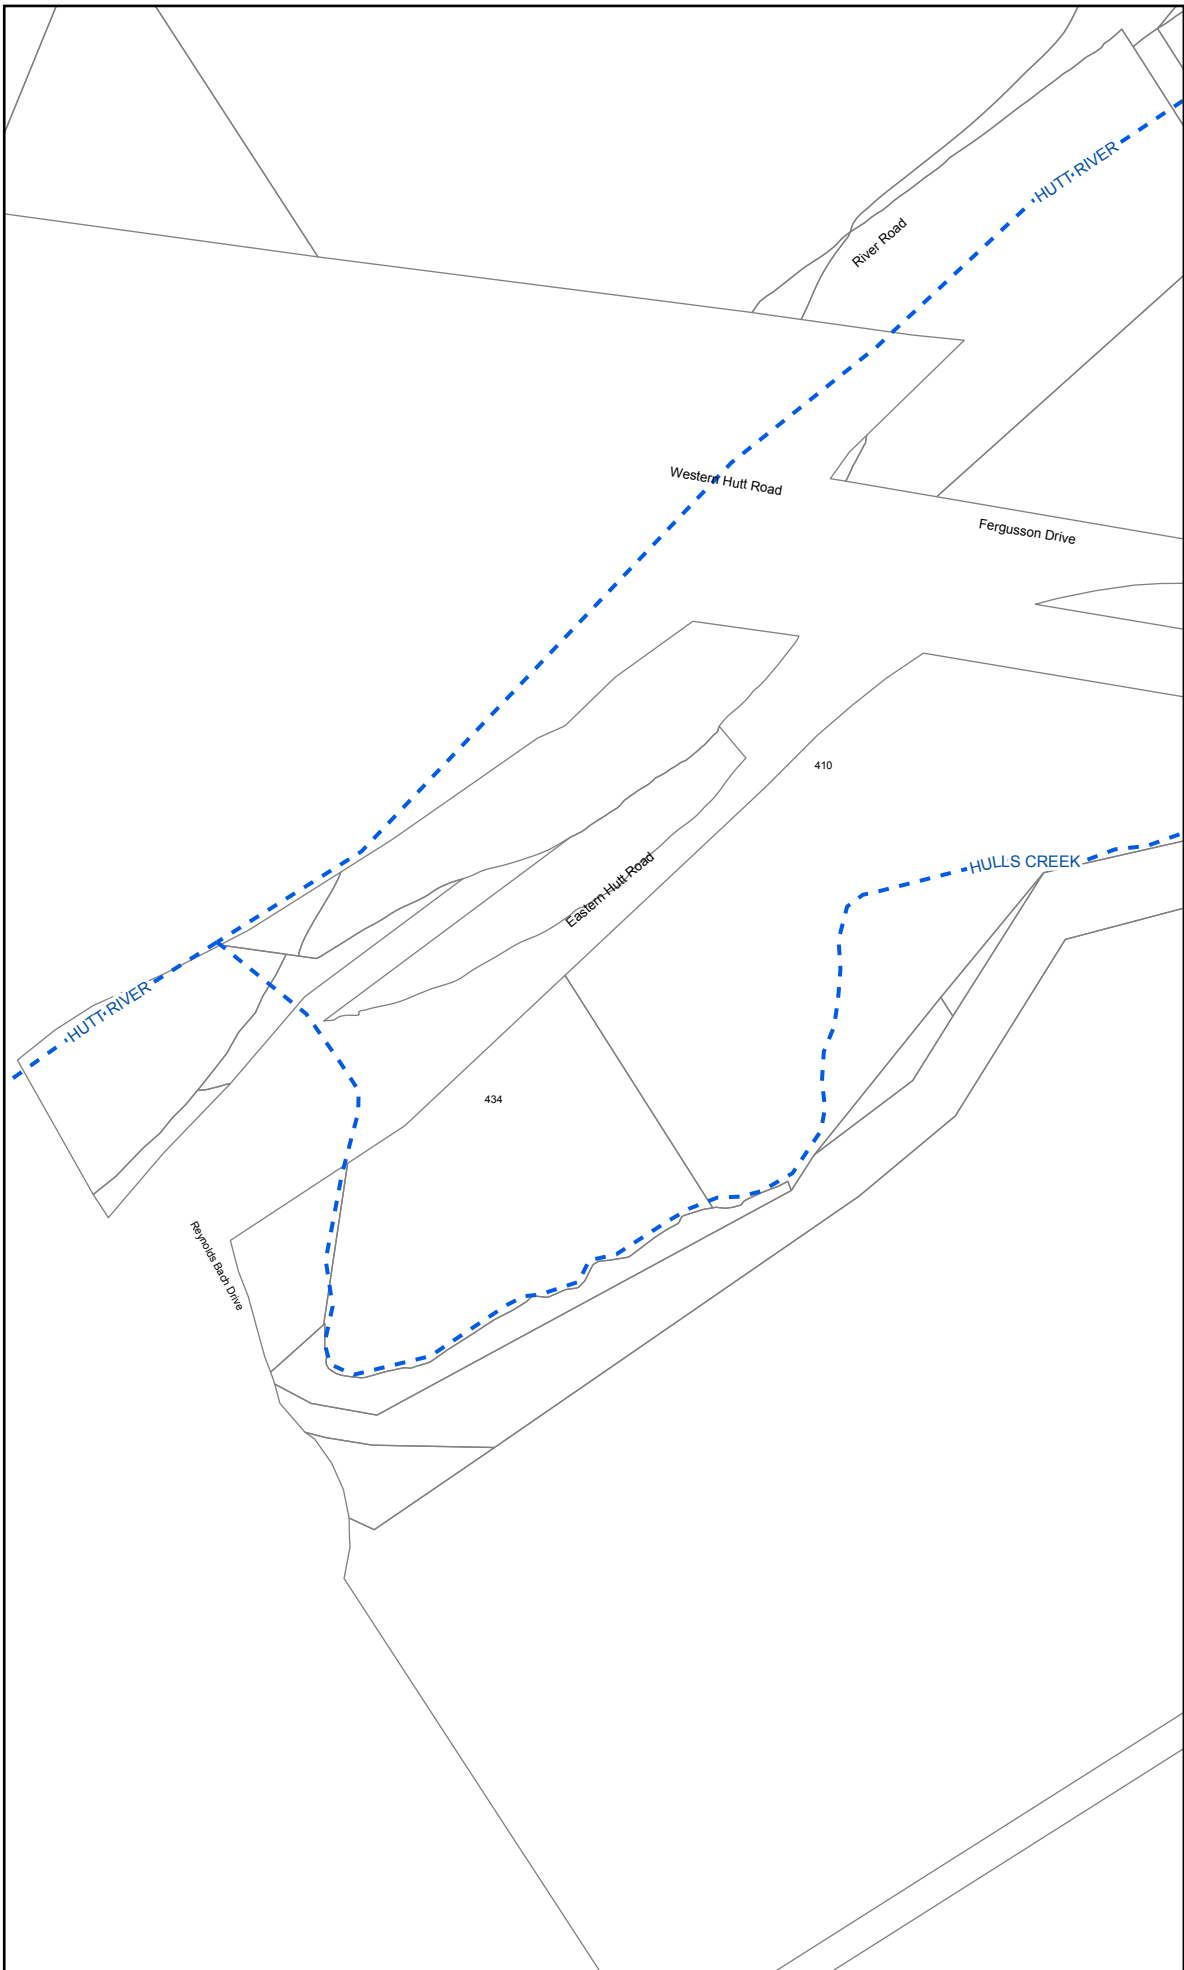 HUTT RIVER
River Road
Western Hutt Road
Fergusson Drive
410
HULLS CREEK
Eastern Hutt Road
HUTT RIVER
434
Reynolds Bach Drive